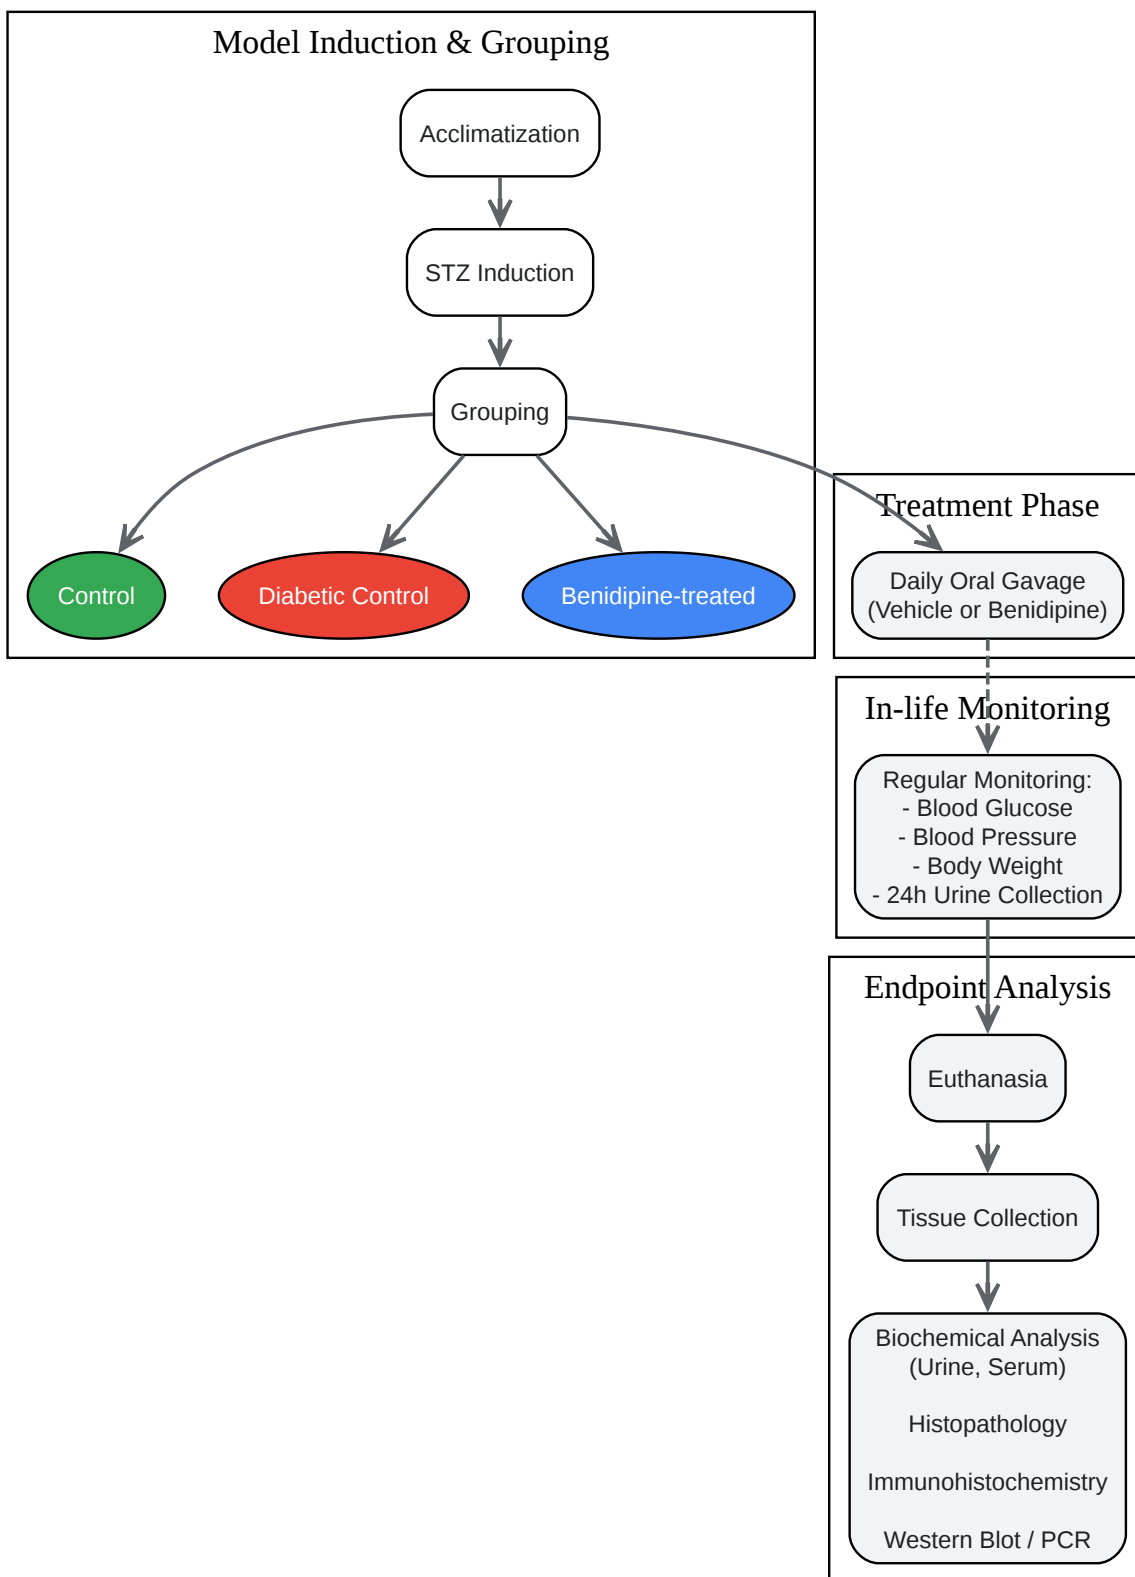 Model Induction & Grouping
Acclimatization
STZ Induction
Grouping
Control
Diabetic Control
Benidipine-treated
Treatment Phase
Daily Oral Gavage
(Vehicle or Benidipine)
In-life Monitoring
Regular Monitoring:
- Blood Glucose
- Blood Pressure
- Body Weight
- 24h Urine Collection
Endpoint Analysis
Euthanasia
Tissue Collection
Biochemical Analysis
(Urine, Serum)
Histopathology
Immunohistochemistry
Western Blot / PCR